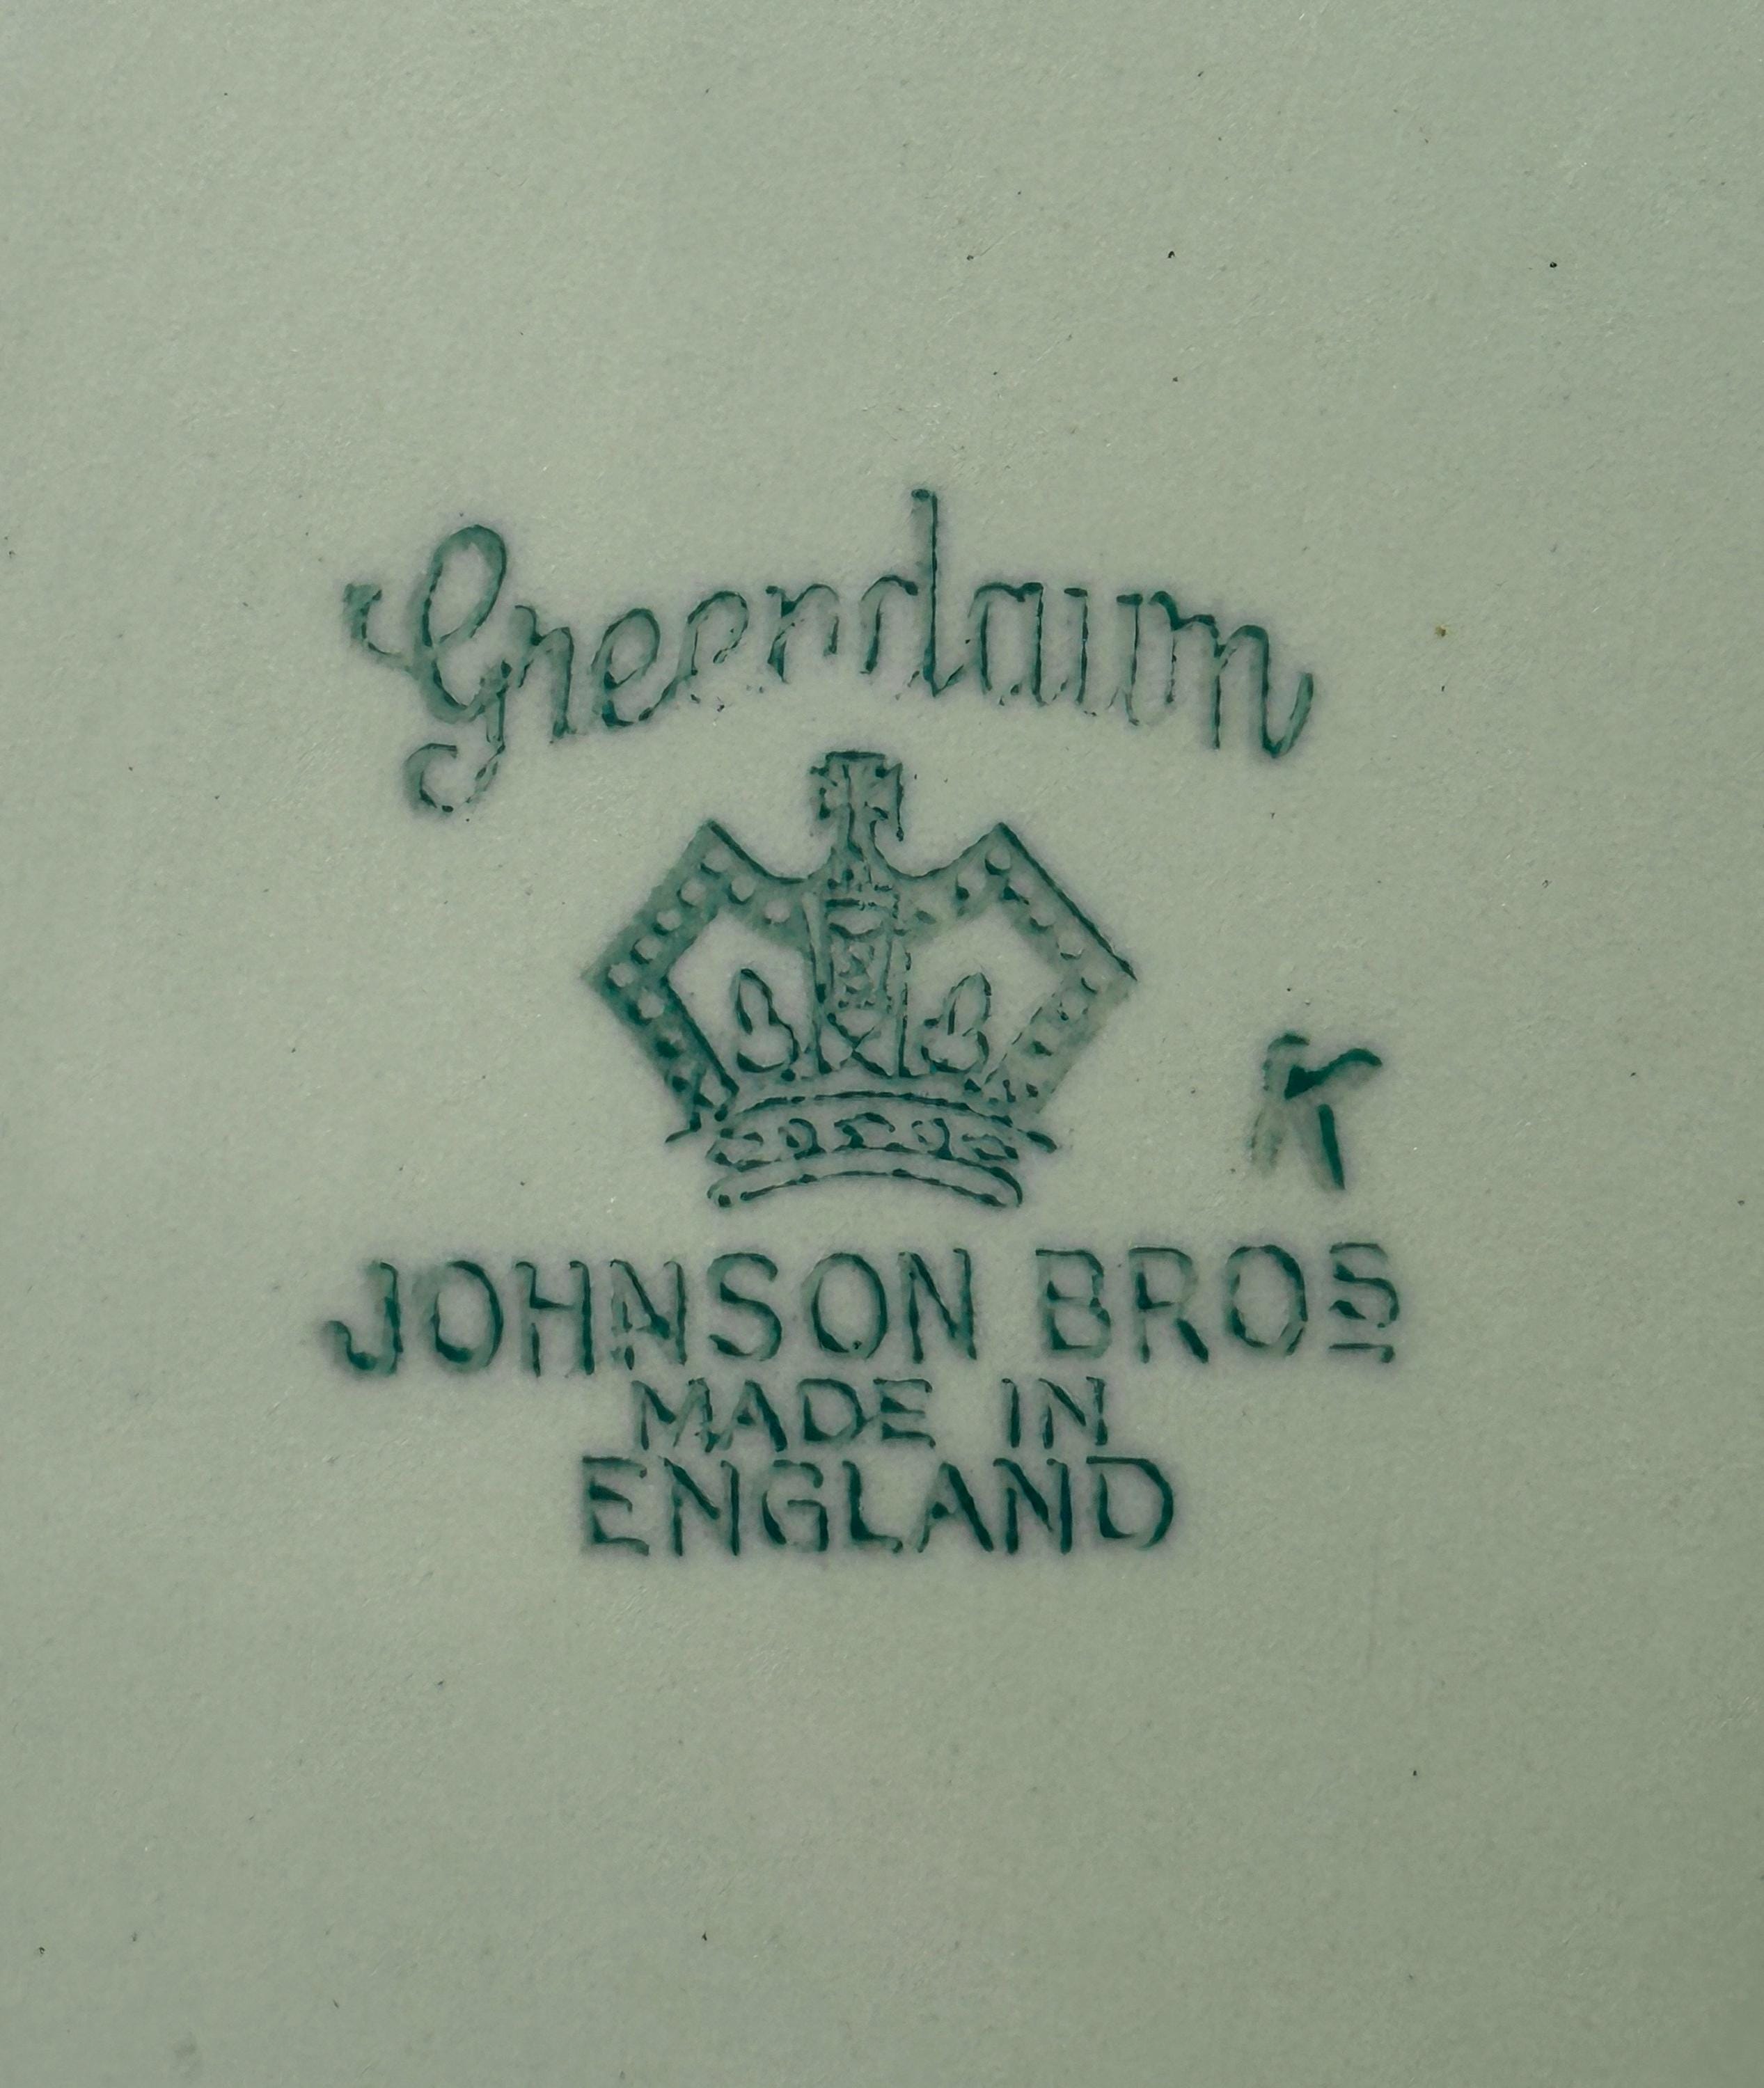 Greendawn
K
JOHNSON BROS
MADE IN
ENGLAND